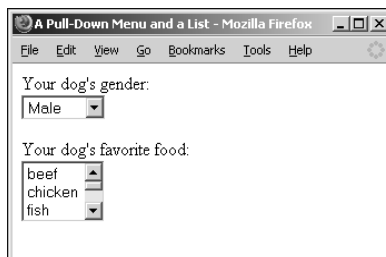 A Pull-Down Menu and a List - Mozilla Firefox
File Edit View Go Bookmarks Tools Help
Your dog's gender:
Male
Your dog's favorite food:
beef
chicken
fish